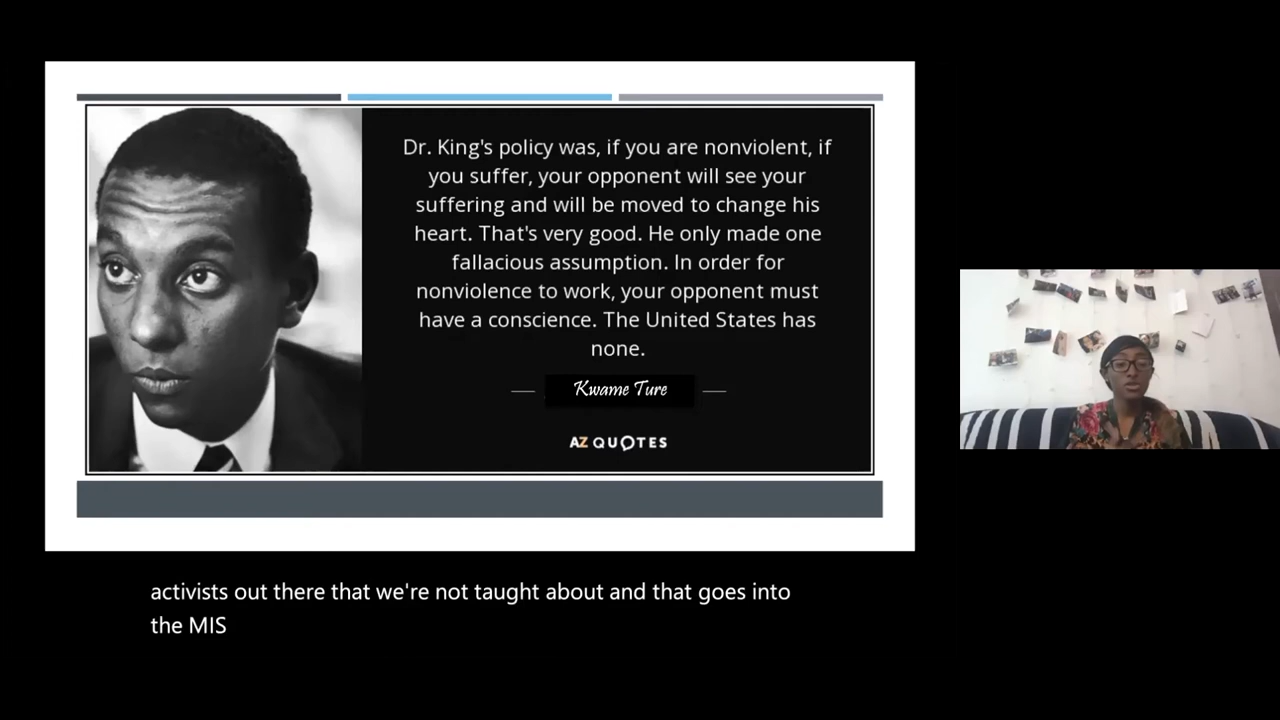 Dr. King's policy was, if you are nonviolent, if
you suffer, your opponent will see your
suffering and will be moved to change his
heart. That's very good. He only made one
fallacious assumption. In order for
nonviolence to work, your opponent must
have a conscience. The United States has
none.
Kwame Ture
AZ QUOTES
activists out there that we're not taught about and that goes into
the MIS